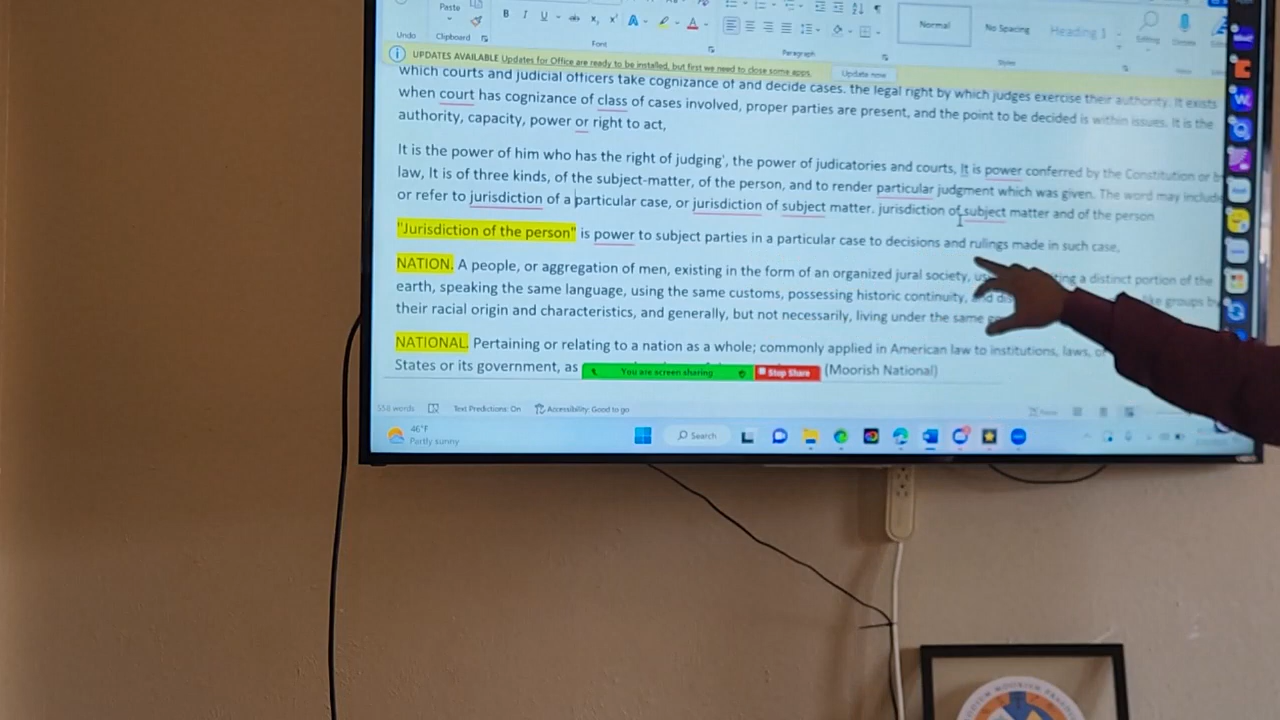 Paste
Undo
Clipboard
Font
Paragraph
Normal
No Spacing
Heading 1
Styles
UPDATES AVAILABLE Updates for Office are ready to be installed, but first we need to close some apps. Update now
which courts and judicial officers take cognizance of and decide cases. the legal right by which judges exercise their authority. It exists
when court has cognizance of class of cases involved, proper parties are present, and the point to be decided is within issues. It is the
authority, capacity, power or right to act,
It is the power of him who has the right of judging', the power of judicatories and courts, It is power conferred by the Constitution or by
law, It is of three kinds, of the subject-matter, of the person, and to render particular judgment which was given. The word may include
or refer to jurisdiction of a particular case, or jurisdiction of subject matter. jurisdiction of subject matter and of the person
"Jurisdiction of the person" is power to subject parties in a particular case to decisions and rulings made in such case.
NATION. A people, or aggregation of men, existing in the form of an organized jural society, a distinct portion of the
earth, speaking the same language, using the same customs, possessing historic continuity, and like groups by
their racial origin and characteristics, and generally, but not necessarily, living under the same
NATIONAL. Pertaining or relating to a nation as a whole; commonly applied in American law to institutions, laws, or
States or its government, as You are screen sharing Stop Share (Moorish National)
words Text Predictions: On Accessibility: Good to go
46°F
Partly sunny
Search
MOORISH